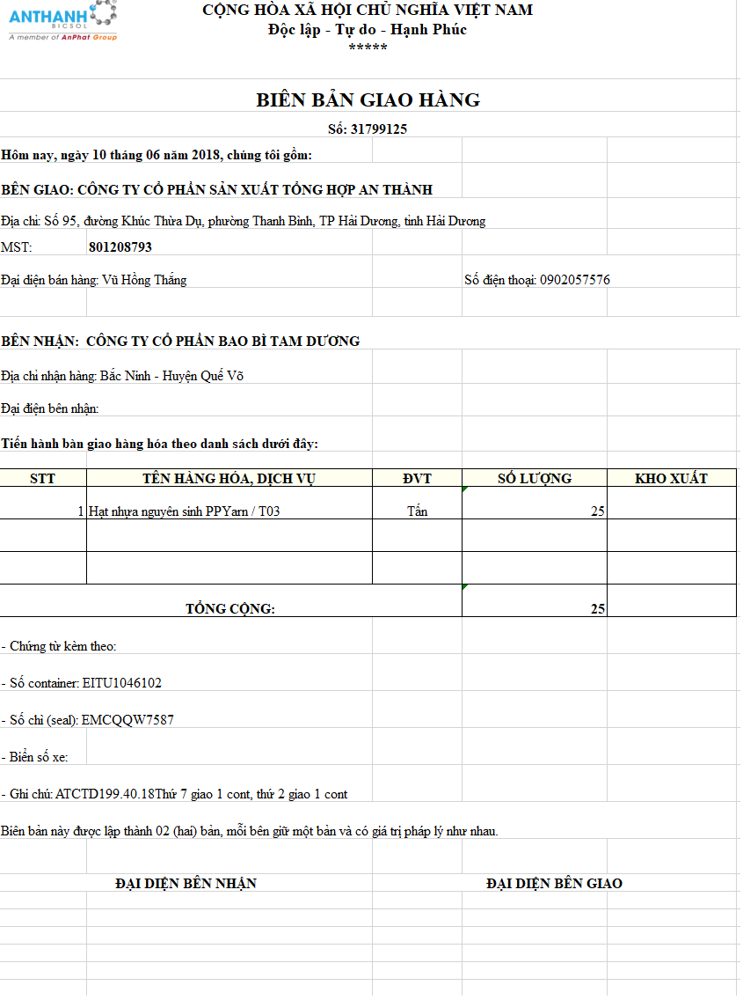 ANTHANH
BICSOL
A member of AnPhat Group
CỘNG HÒA XÃ HỘI CHỦ NGHĨA VIỆT NAM
Độc lập - Tự do - Hạnh Phúc
*****
BIÊN BẢN GIAO HÀNG
Số: 31799125
Hôm nay, ngày 10 tháng 06 năm 2018, chúng tôi gồm:
BÊN GIAO: CÔNG TY CỔ PHẦN SẢN XUẤT TỔNG HỢP AN THÀNH
Địa chỉ: Số 95, đường Khúc Thừa Dụ, phường Thanh Bình, TP Hải Dương, tỉnh Hải Dương
MST: 801208793
Đại diện bán hàng: Vũ Hồng Thắng Số điện thoại: 0902057576
BÊN NHẬN: CÔNG TY CỔ PHẦN BAO BÌ TAM DƯƠNG
Địa chỉ nhận hàng: Bắc Ninh - Huyện Quế Võ
Đại điện bên nhận:
Tiến hành bàn giao hàng hóa theo danh sách dưới đây:
STT TÊN HÀNG HÓA, DỊCH VỤ ĐVT SỐ LƯỢNG KHO XUẤT
1 Hạt nhựa nguyên sinh PPYarn / T03 Tấn 25
TỔNG CỘNG: 25
- Chứng từ kèm theo:
- Số container: EITU1046102
- Số chì (seal): EMCQQW7587
- Biển số xe:
- Ghi chú: ATCTD199.40.18Thứ 7 giao 1 cont, thứ 2 giao 1 cont
Biên bản này được lập thành 02 (hai) bản, mỗi bên giữ một bản và có giá trị pháp lý như nhau.
ĐẠI DIỆN BÊN NHẬN ĐẠI DIỆN BÊN GIAO